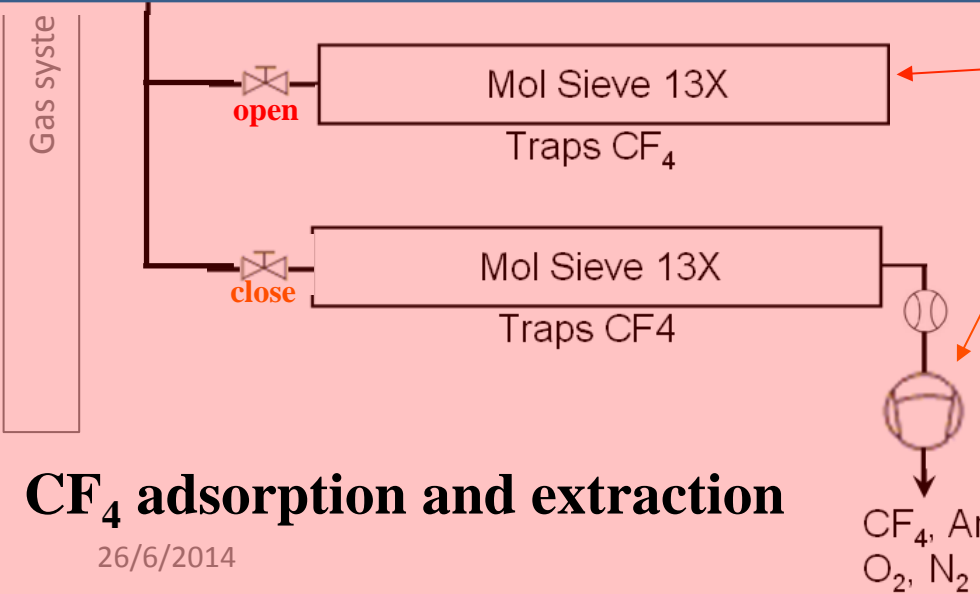 Gas syste
Mol Sieve 13X
open
Traps CF₄
Mol Sieve 13X
close
Traps CF4
CF₄ adsorption and extraction
26/6/2014
CF₄, Ar
O₂, N₂